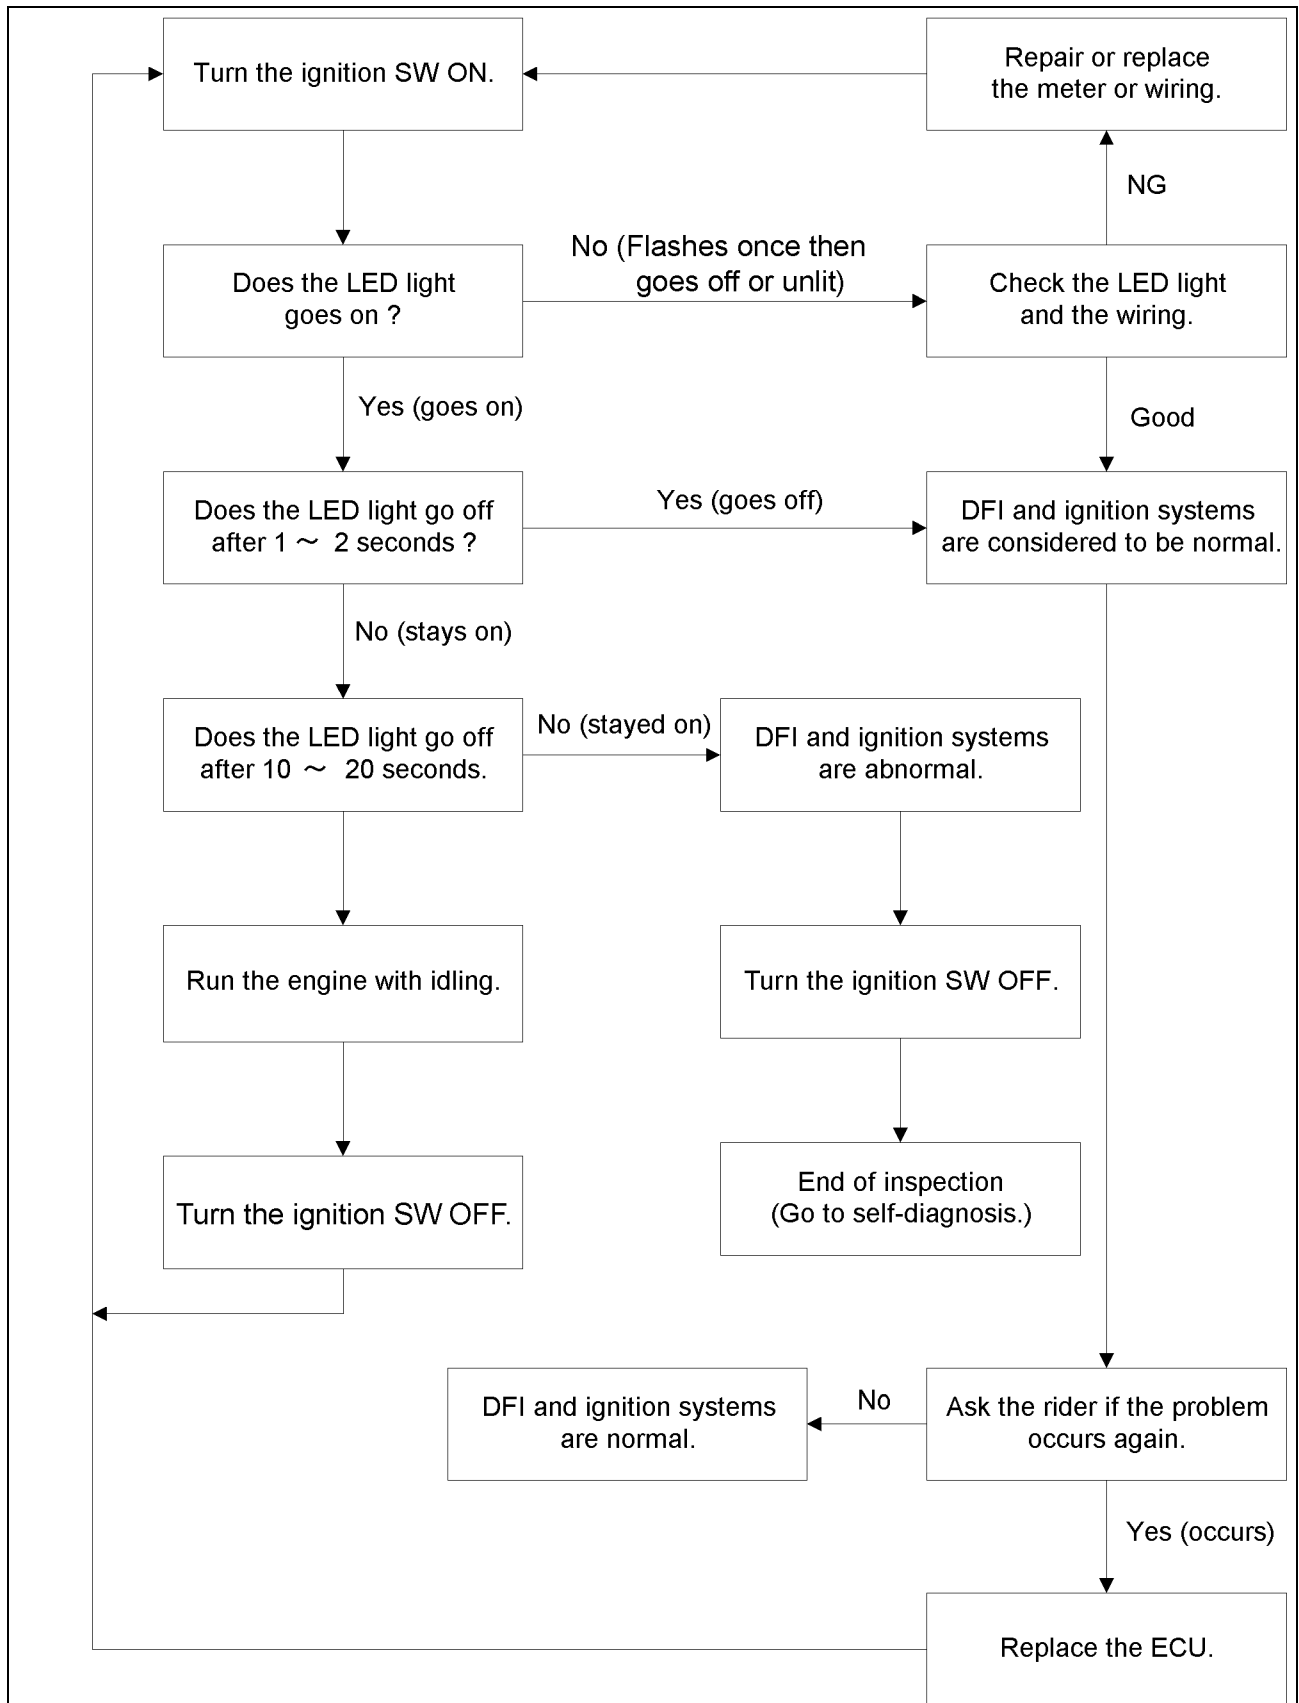 Turn the ignition SW ON.
Repair or replace
the meter or wiring.
NG
No (Flashes once then
goes off or unlit)
Does the LED light
goes on ?
Check the LED light
and the wiring.
Yes (goes on)
Good
Does the LED light go off
after 1 ～ 2 seconds ?
Yes (goes off)
DFI and ignition systems
are considered to be normal.
No (stays on)
Does the LED light go off
after 10 ～ 20 seconds.
No (stayed on)
DFI and ignition systems
are abnormal.
Run the engine with idling.
Turn the ignition SW OFF.
Turn the ignition SW OFF.
End of inspection
(Go to self-diagnosis.)
DFI and ignition systems
are normal.
No
Ask the rider if the problem
occurs again.
Yes (occurs)
Replace the ECU.